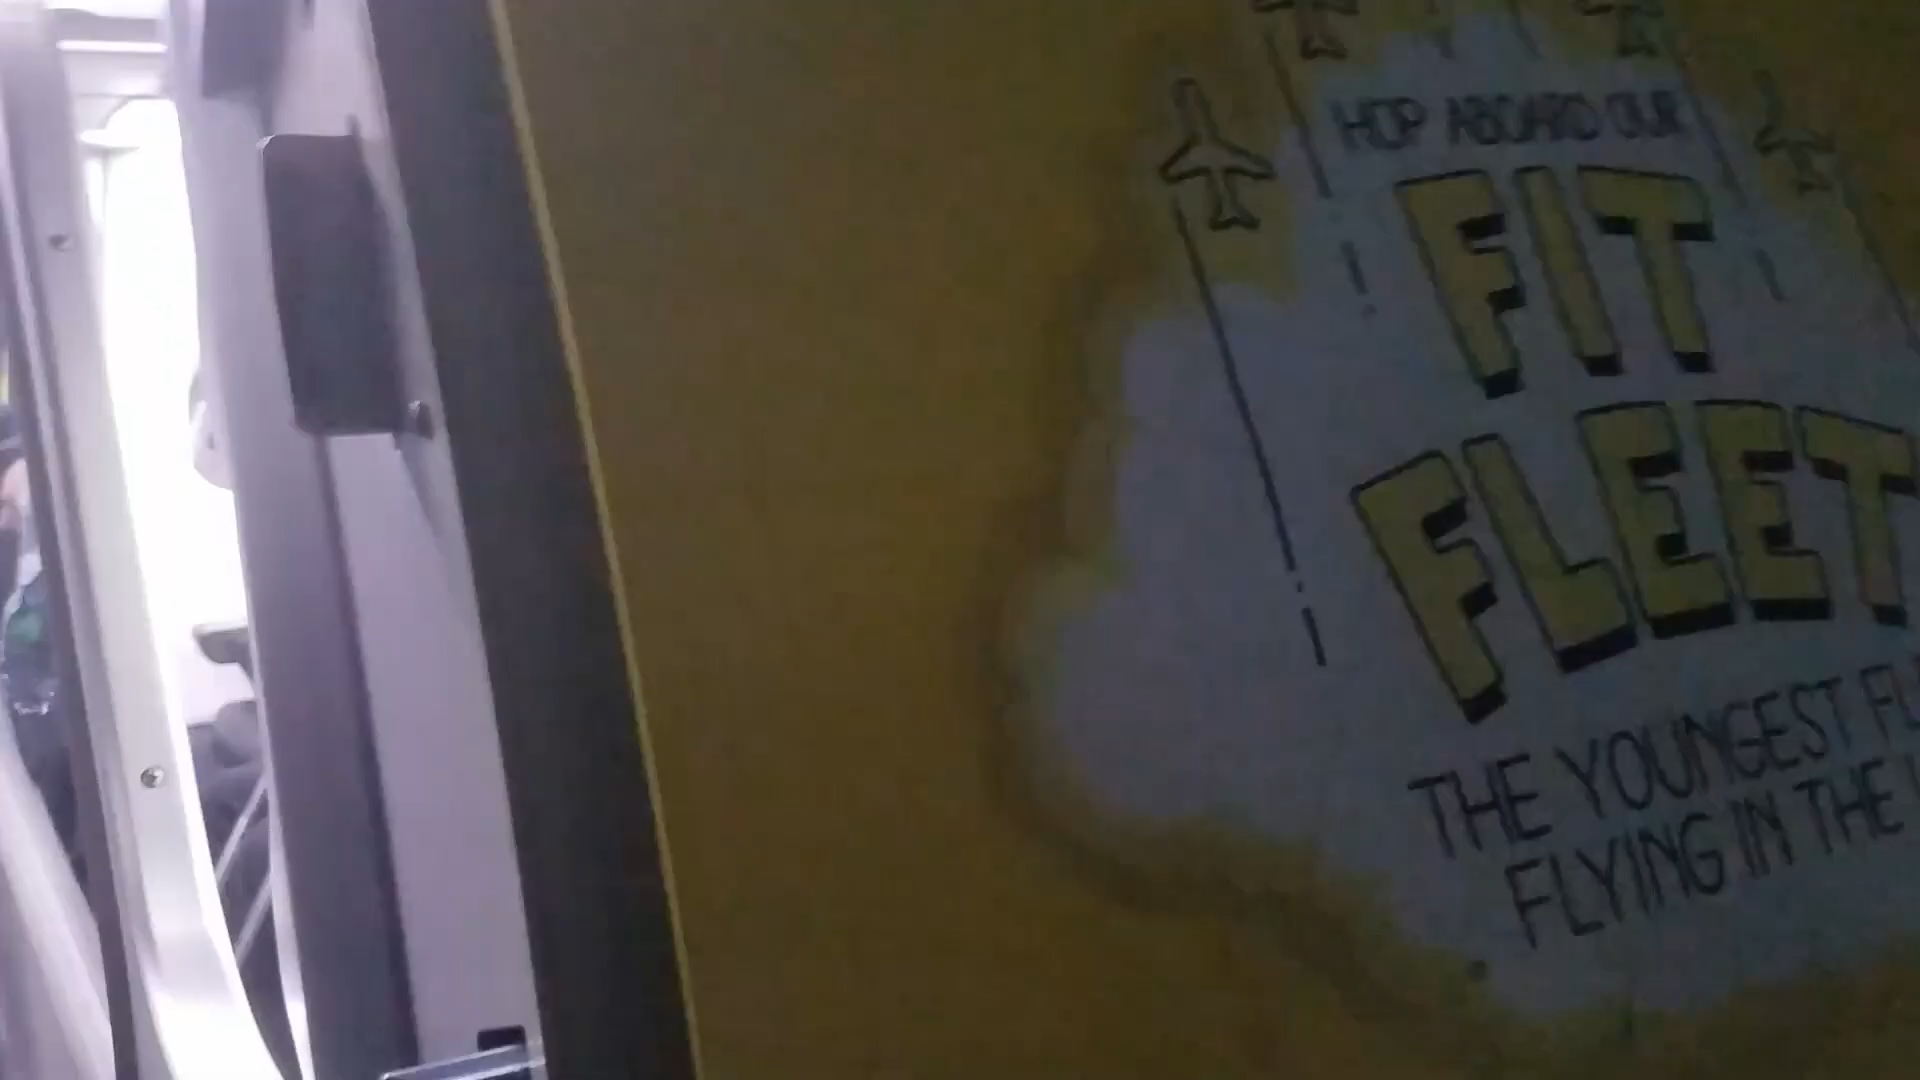 HOP ABOARD OUR
FIT
FLEET
THE YOUNGEST
FLYING IN THE